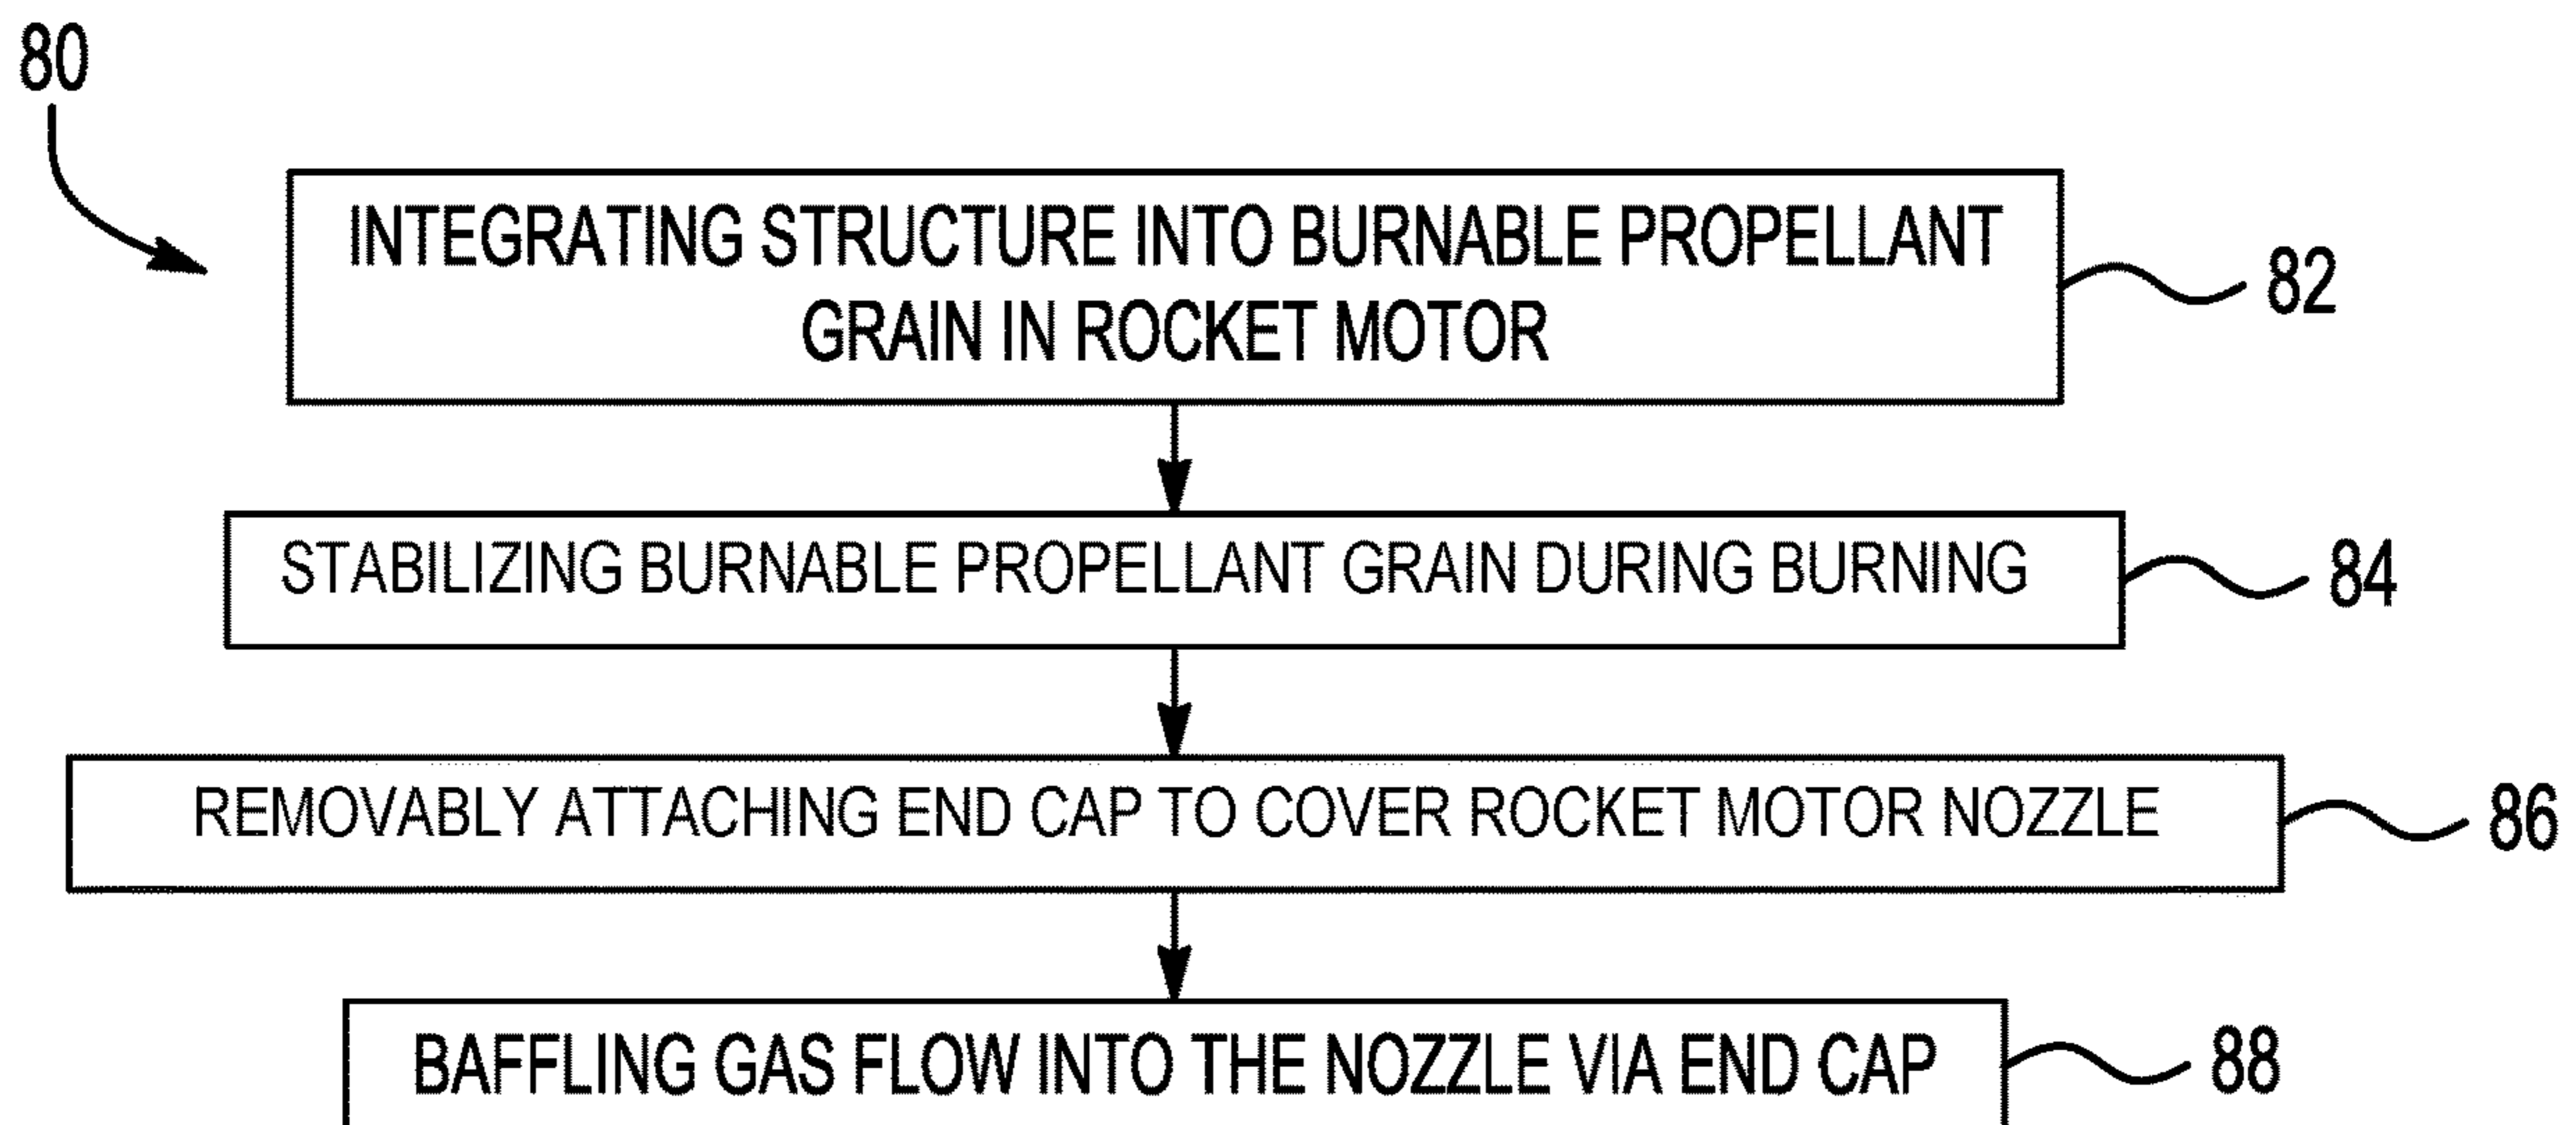 80
INTEGRATING STRUCTURE INTO BURNABLE PROPELLANT
GRAIN IN ROCKET MOTOR
82
STABILIZING BURNABLE PROPELLANT GRAIN DURING BURNING
84
REMOVABLY ATTACHING END CAP TO COVER ROCKET MOTOR NOZZLE
86
BAFFLING GAS FLOW INTO THE NOZZLE VIA END CAP
88